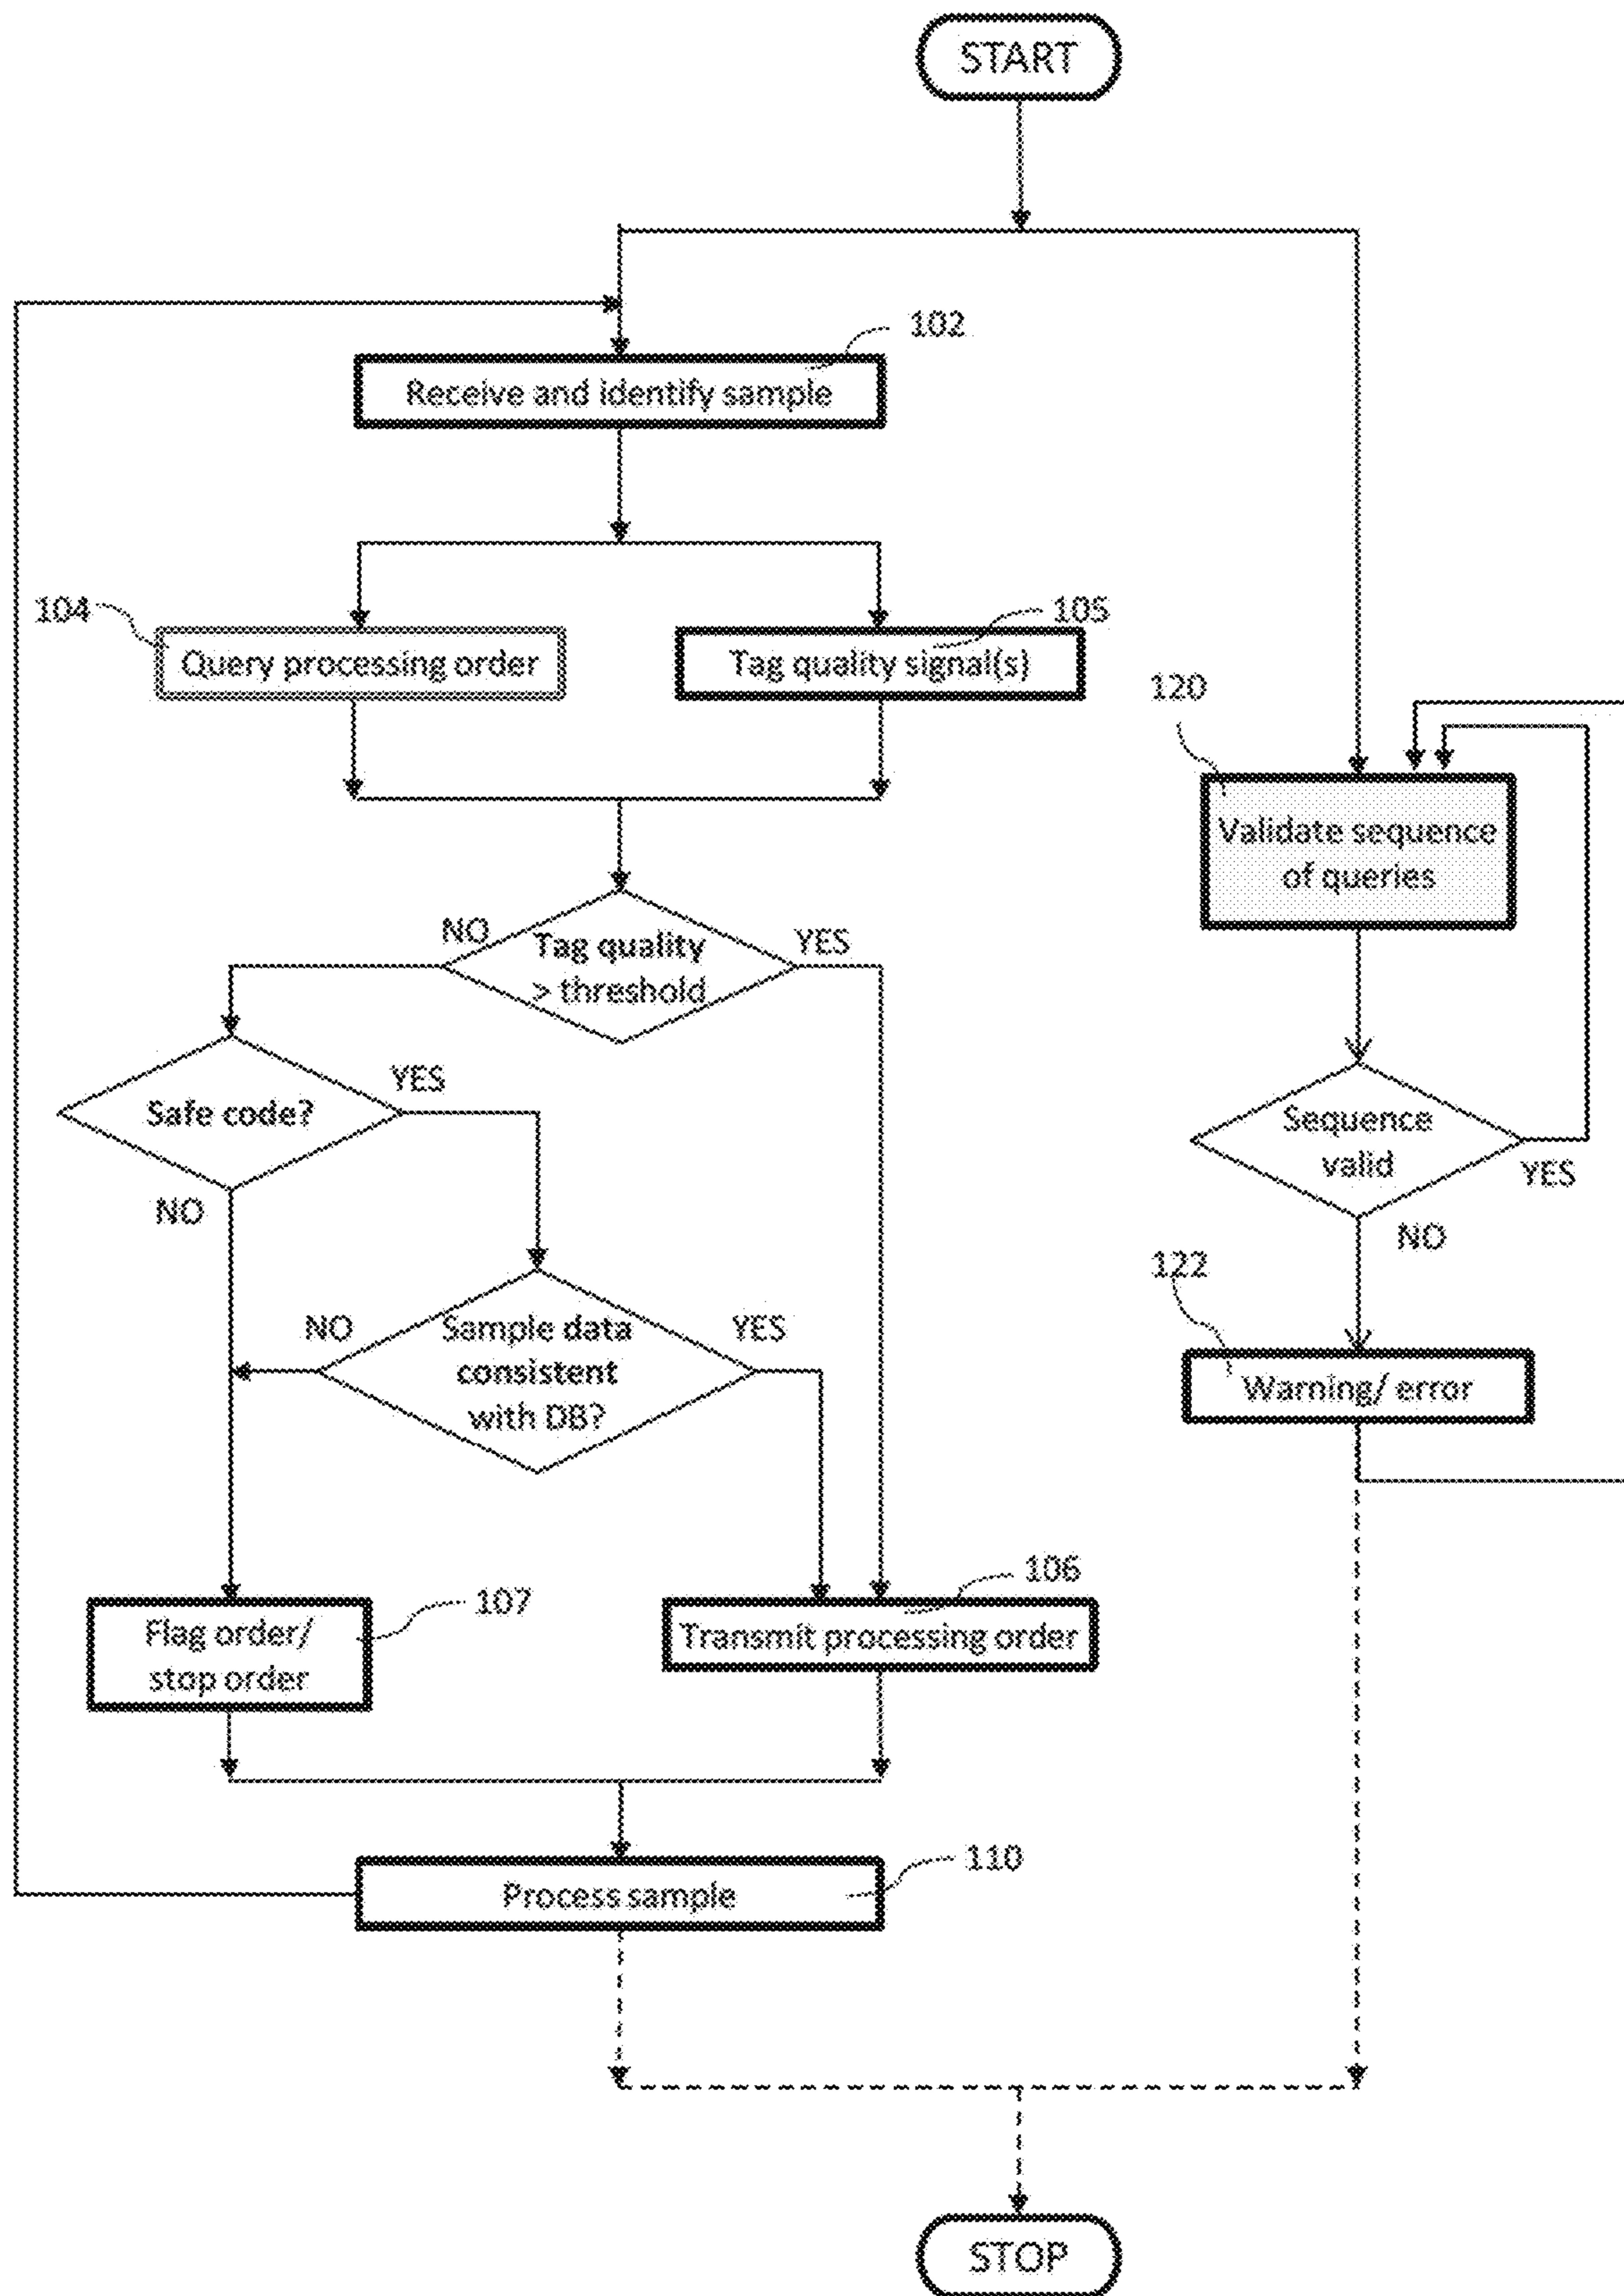 START
102
Receive and identify sample
104
105
Query processing order
Tag quality signal(s)
120
Validate sequence
of queries
NO
Tag quality
> threshold
YES
Safe code?
YES
NO
Sequence
valid
YES
NO
NO
Sample data
consistent
with DB?
YES
122
Warning/ error
107
Flag order/
stop order
106
Transmit processing order
110
Process sample
STOP